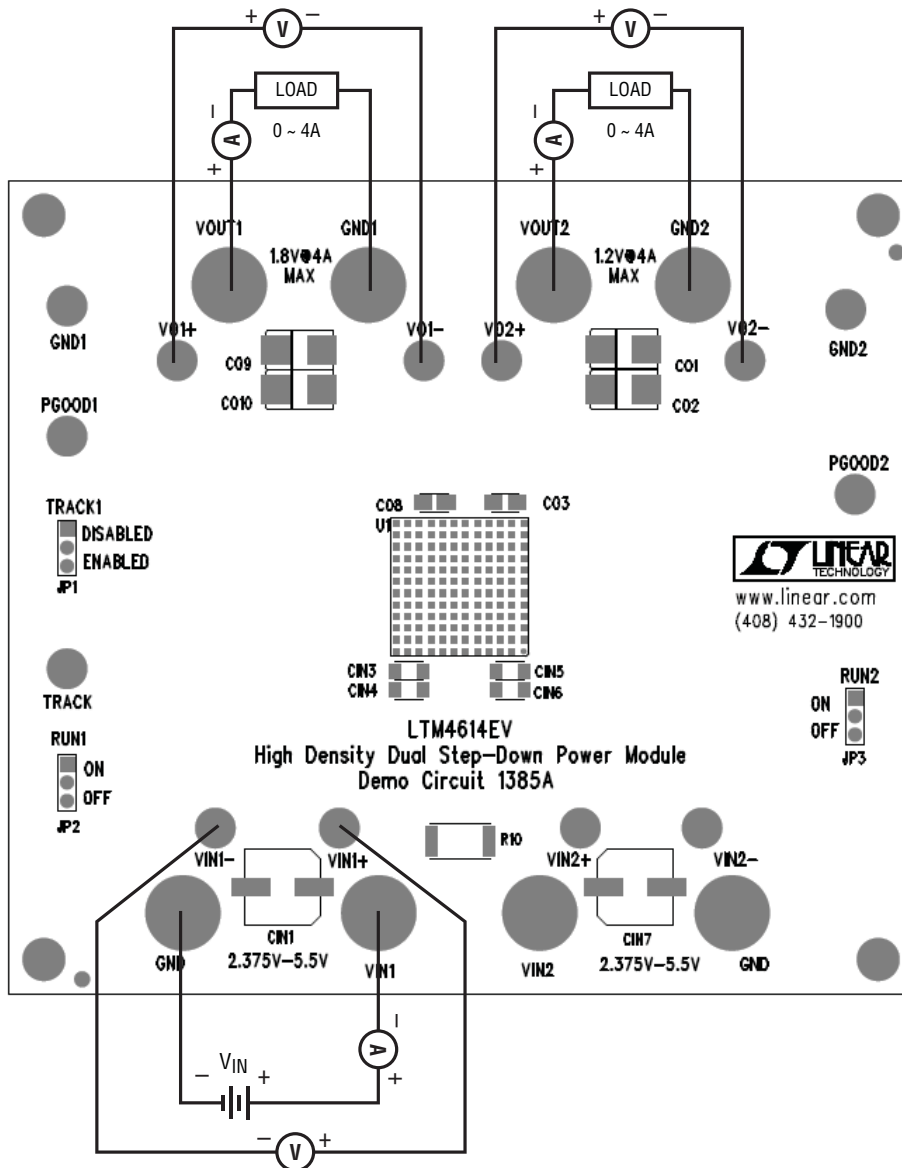 + V −
+ V −
LOAD
LOAD
− A +
0 ~ 4A
− A +
0 ~ 4A
VOUT1
GND1
VOUT2
GND2
1.8V@4A
MAX
1.2V@4A
MAX
GND1
VO1+
VO1-
VO2+
VO2-
GND2
CO9
CO1
CO10
CO2
PGOOD1
PGOOD2
TRACK1
DISABLED
ENABLED
JP1
CO8
CO3
U1
LINEAR
TECHNOLOGY
www.linear.com
(408) 432-1900
CIN3
CIN5
CIN4
CIN6
TRACK
RUN2
ON
OFF
JP3
LTM4614EV
High Density Dual Step-Down Power Module
Demo Circuit 1385A
RUN1
ON
OFF
JP2
VIN1-
VIN1+
R10
VIN2+
VIN2-
GND
CIN1
2.375V-5.5V
VIN1
VIN2
CIN7
2.375V-5.5V
GND
− A +
− VIN +
− V +